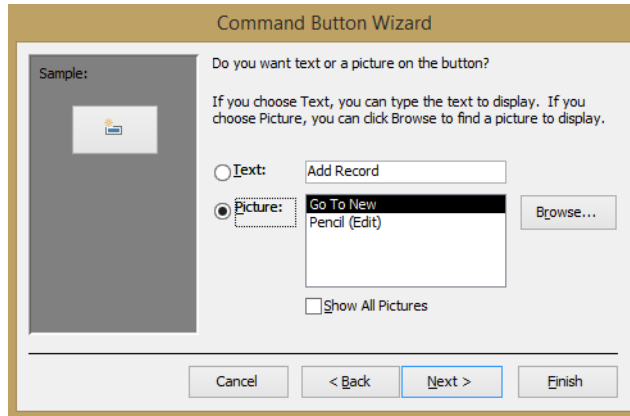 Command Button Wizard
Sample:
Do you want text or a picture on the button?
If you choose Text, you can type the text to display. If you
choose Picture, you can click Browse to find a picture to display.
Text:
Add Record
Picture:
Go To New
Pencil (Edit)
Browse...
Show All Pictures
Cancel
< Back
Next >
Finish